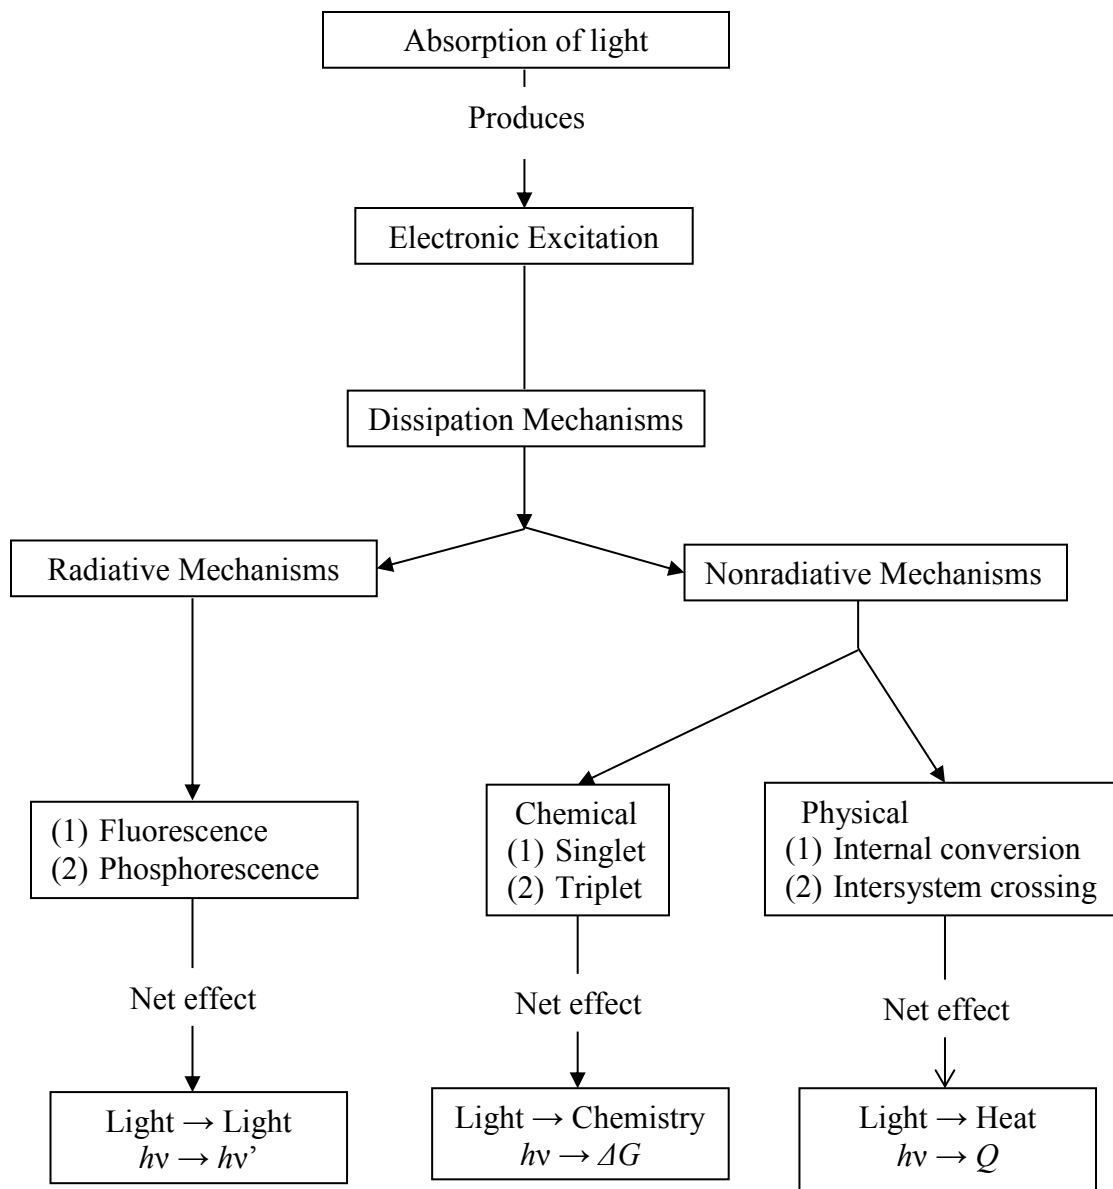 Absorption of light
Produces
Electronic Excitation
Dissipation Mechanisms
Radiative Mechanisms
Nonradiative Mechanisms
(1) Fluorescence
(2) Phosphorescence
Chemical
(1) Singlet
(2) Triplet
Physical
(1) Internal conversion
(2) Intersystem crossing
Net effect
Net effect
Net effect
Light → Light
hν → hν’
Light → Chemistry
hν → ΔG
Light → Heat
hν → Q